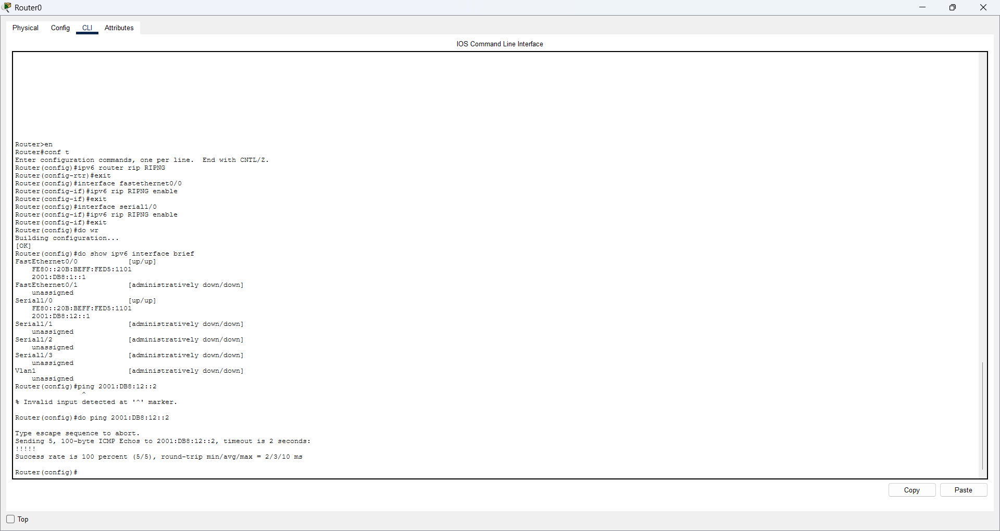 Router0
Physical Config CLI Attributes
IOS Command Line Interface
Router>en
Router#conf t
Enter configuration commands, one per line.  End with CNTL/Z.
Router(config)#ipv6 router rip RIPNG
Router(config-rtr)#exit
Router(config)#interface fastethernet0/0
Router(config-if)#ipv6 rip RIPNG enable
Router(config-if)#exit
Router(config)#interface serial1/0
Router(config-if)#ipv6 rip RIPNG enable
Router(config-if)#exit
Router(config)#do wr
Building configuration...
[OK]
Router(config)#do show ipv6 interface brief
FastEthernet0/0            [up/up]
    FE80::20B:BEFF:FED5:1101
    2001:DB8:1::1
FastEthernet0/1            [administratively down/down]
    unassigned
Serial1/0                  [up/up]
    FE80::20B:BEFF:FED5:1101
    2001:DB8:12::1
Serial1/1                  [administratively down/down]
    unassigned
Serial1/2                  [administratively down/down]
    unassigned
Serial1/3                  [administratively down/down]
    unassigned
Vlan1                      [administratively down/down]
    unassigned
Router(config)#ping 2001:DB8:12::2
                ^
% Invalid input detected at '^' marker.
Router(config)#do ping 2001:DB8:12::2
Type escape sequence to abort.
Sending 5, 100-byte ICMP Echos to 2001:DB8:12::2, timeout is 2 seconds:
!!!!!
Success rate is 100 percent (5/5), round-trip min/avg/max = 2/3/10 ms
Router(config)#
Copy Paste
Top